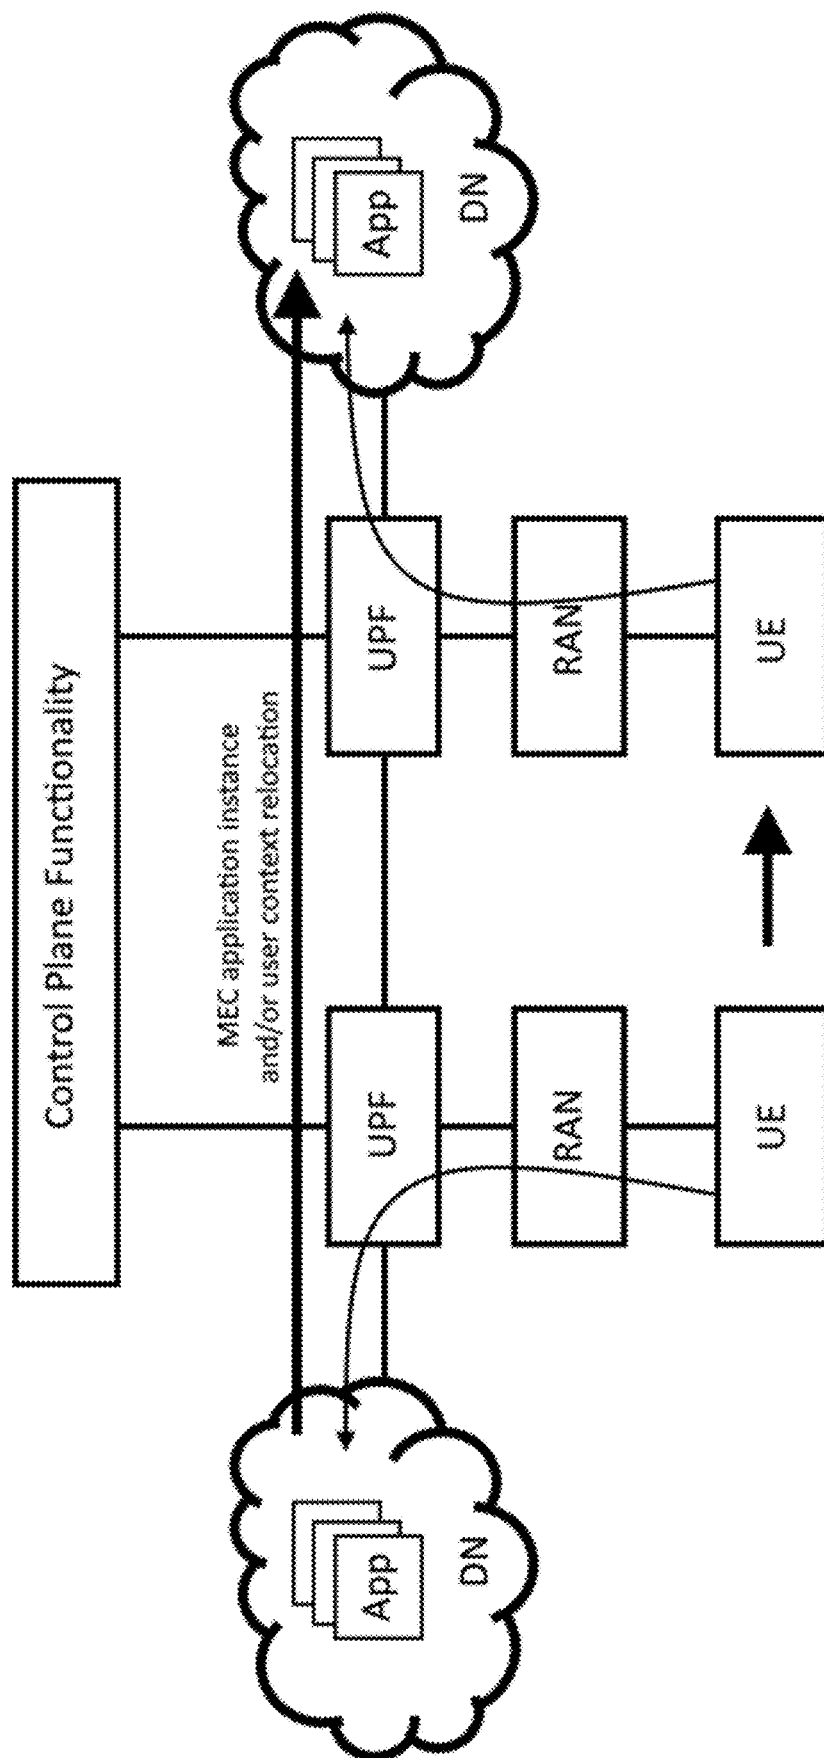 Control Plane Functionality
MEC application instance
and/or user context relocation
App
DN
UPF
UPF
App
DN
RAN
RAN
UE
UE